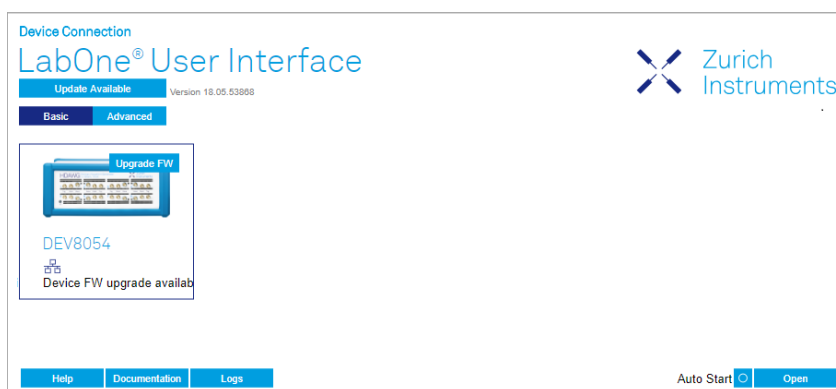 Device Connection
LabOne® User Interface
Update Available Version 18.05.53868
Basic Advanced
Zurich
Instruments
Upgrade FW
HDAWG
DEV8054
Device FW upgrade availab
Help Documentation Logs Auto Start Open